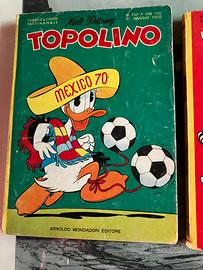 PUBBLICAZIONE
SETTIMANALE
Walt Disney
TOPOLINO
MEXICO 70
ARNOLDO MONDADORI EDITORE